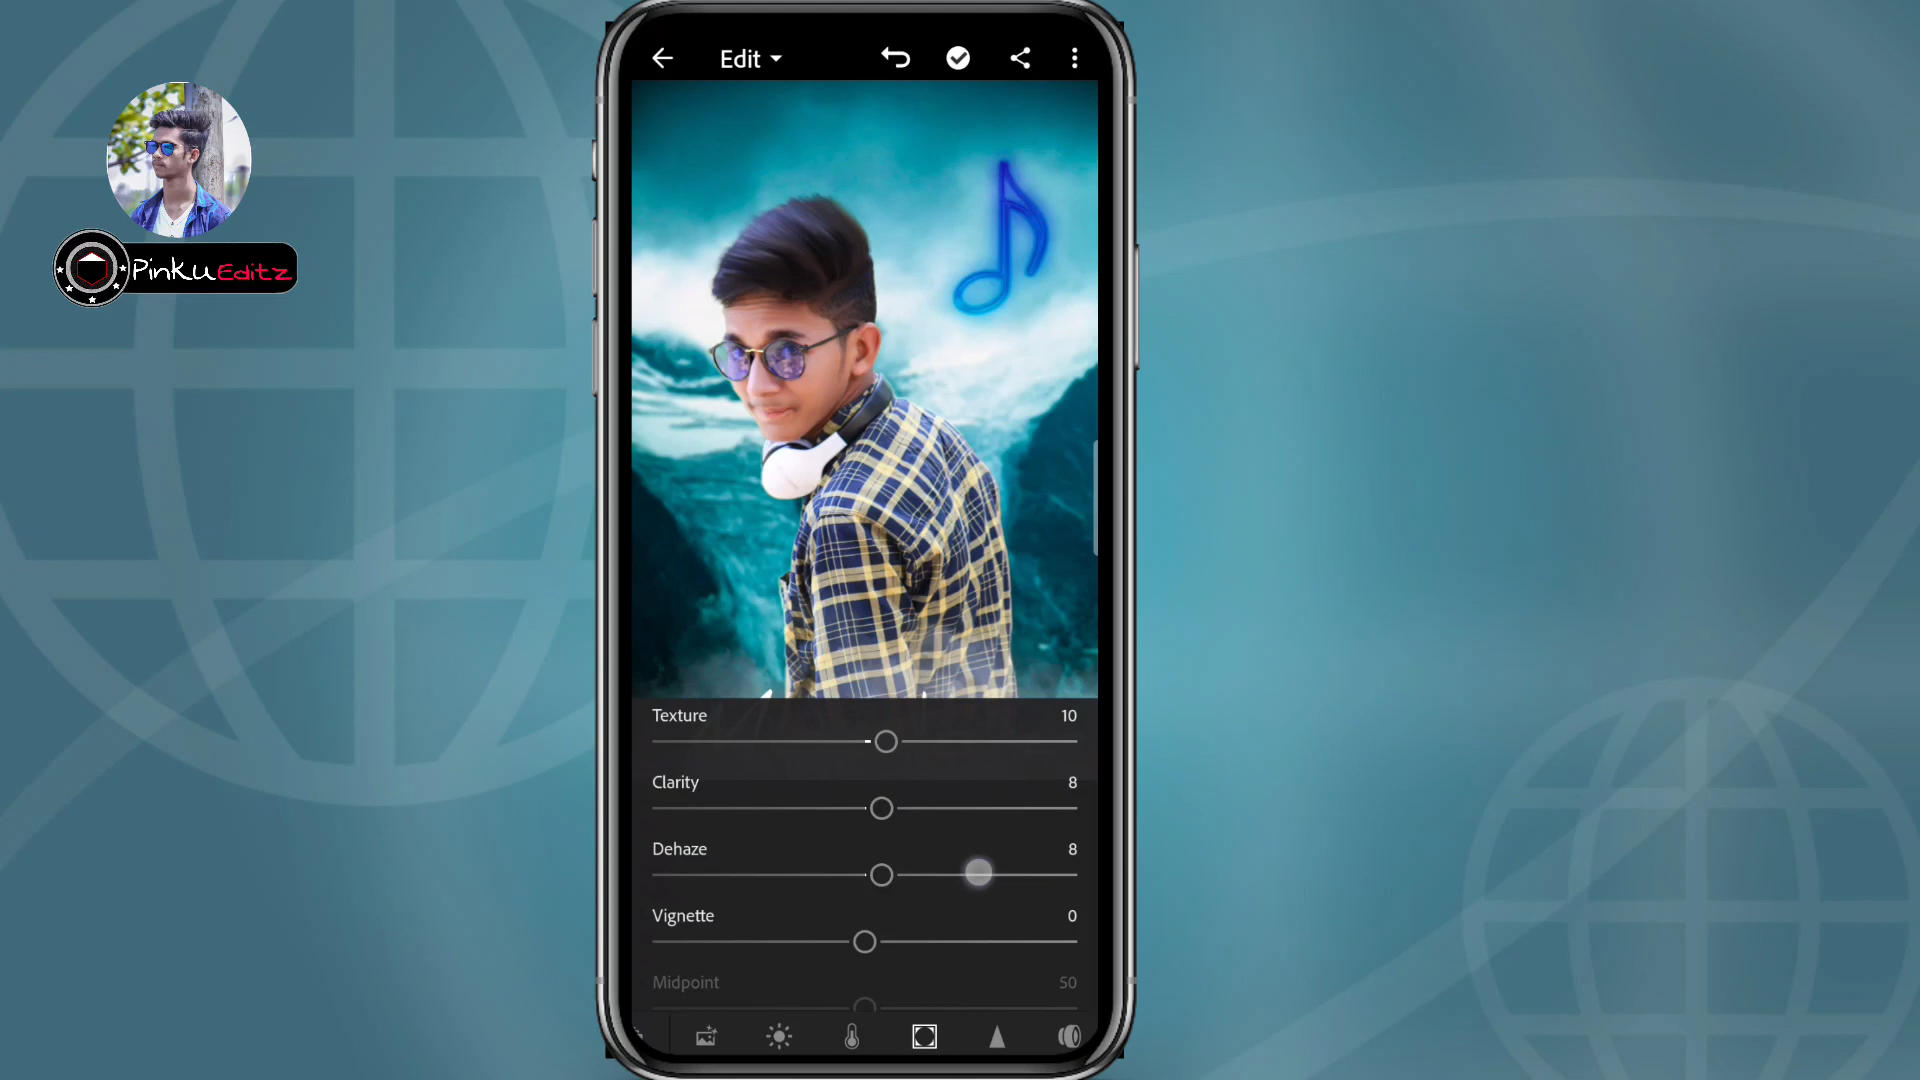 Edit
PinKuEditz
Texture 10
Clarity 8
Dehaze 8
Vignette 0
Midpoint 50